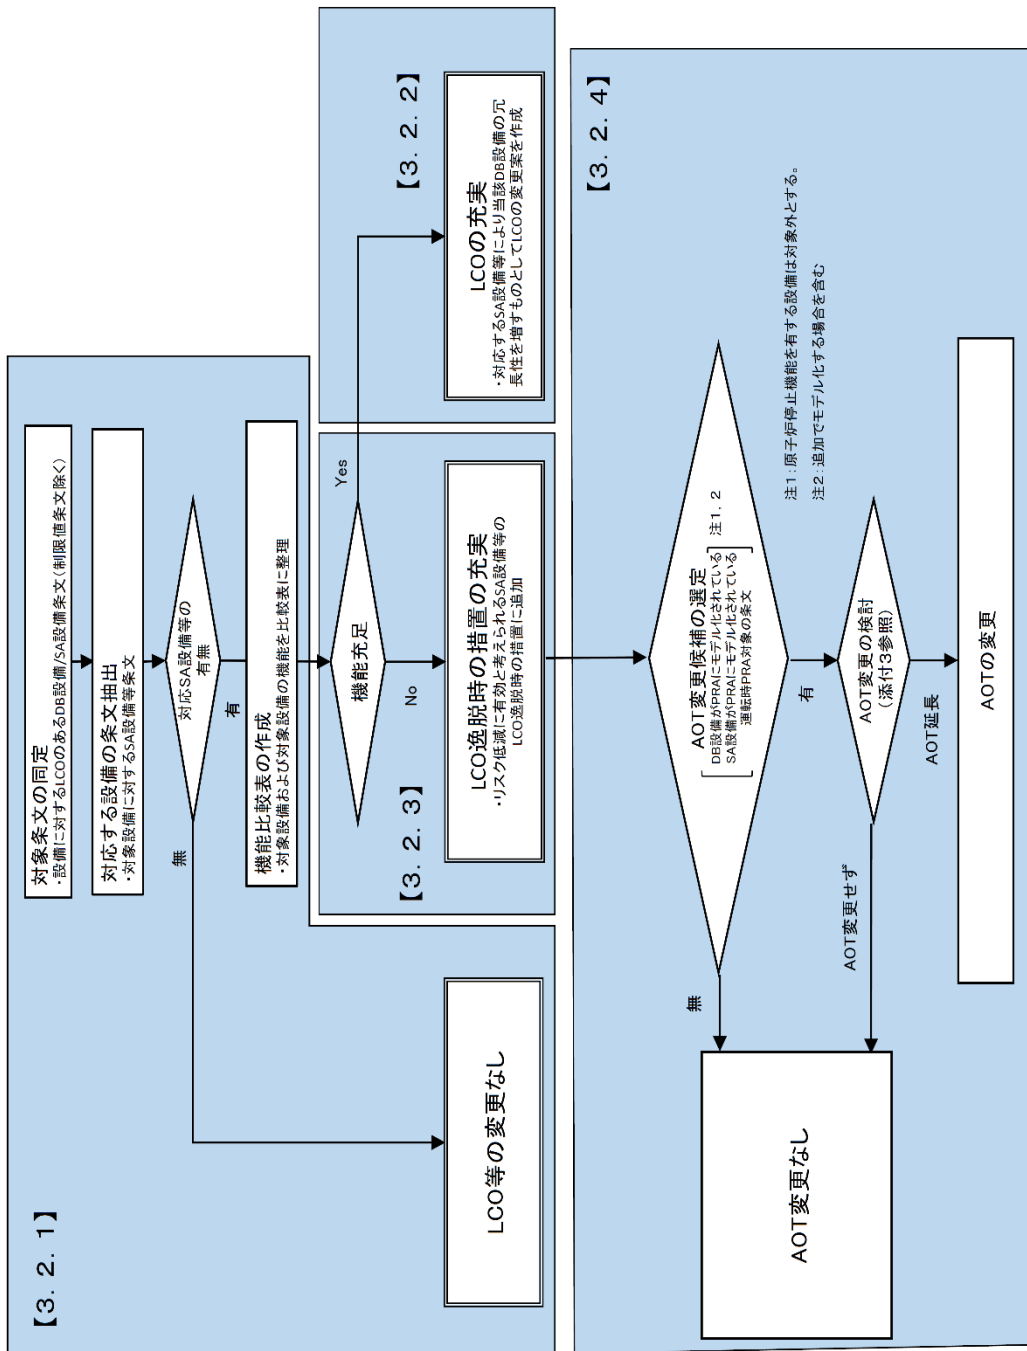 【3. 2. 1】
対象条文の同定
・設備に対するLCOのあるDB設備/SA設備条文(制限値条文除く)
対応する設備の条文抽出
・対象設備に対するSA設備等条文
対応SA設備等の
有無
無
有
機能比較表の作成
・対象設備および対象設備の機能を比較表に整理
LCO等の変更なし
機能充足
Yes
No
【3. 2. 2】
LCOの充実
・対応するSA設備等により当該DB設備の冗
長性を増すものとしてLCOの変更案を作成
【3. 2. 3】
LCO逸脱時の措置の充実
・リスク低減に有効と考えられるSA設備等の
LCO逸脱時の措置に追加
【3. 2. 4】
AOT変更候補の選定
DB設備がPRAにモデル化されている
SA設備がPRAにモデル化されている
運転時PRA対象の条文
注1, 2
無
有
注1:原子炉停止機能を有する設備は対象外とする。
注2:追加でモデル化する場合を含む
AOT変更の検討
(添付3参照)
AOT変更せず
AOT延長
AOT変更なし
AOTの変更